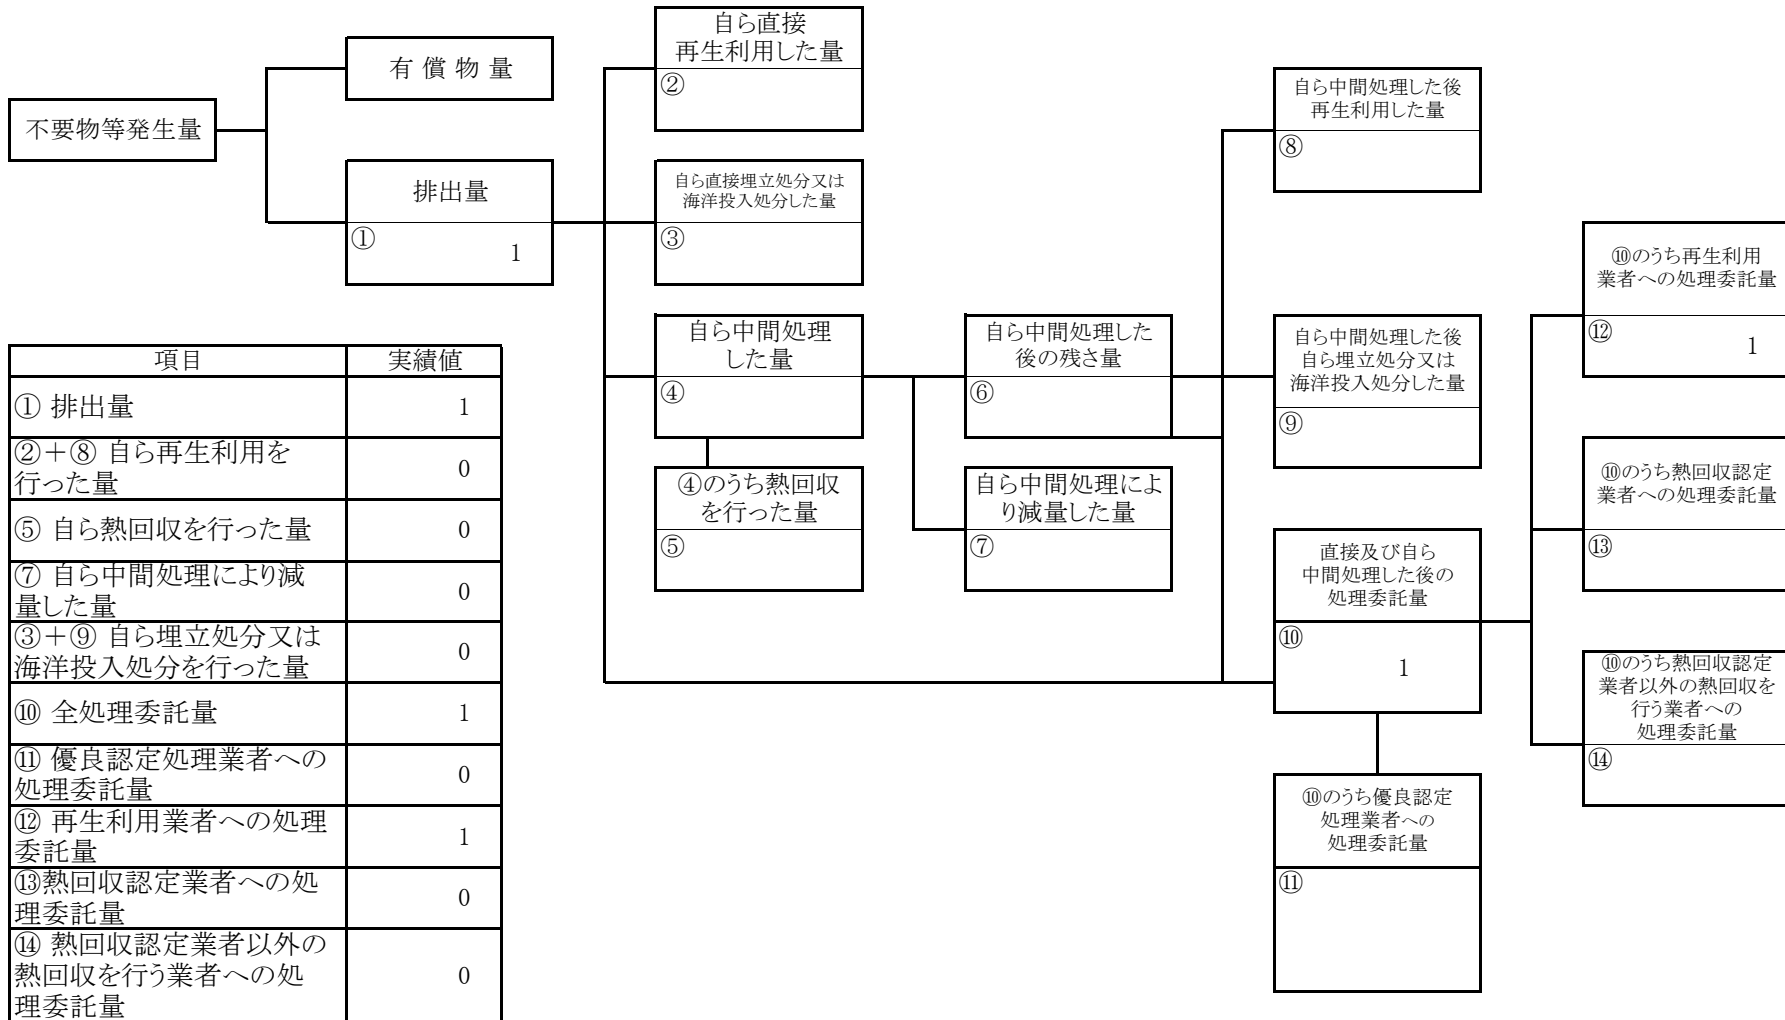 自ら直接
再生利用した量
②
有 償 物 量
不要物等発生量
排出量
①
1
自ら直接埋立処分又は
海洋投入処分した量
③
自ら中間処理した後
再生利用した量
⑧
自ら中間処理
した量
④
自ら中間処理した
後の残さ量
⑥
自ら中間処理した後
自ら埋立処分又は
海洋投入処分した量
⑨
⑩のうち再生利用
業者への処理委託量
⑫
1
④のうち熱回収
を行った量
⑤
自ら中間処理によ
り減量した量
⑦
直接及び自ら
中間処理した後の
処理委託量
⑩
1
⑩のうち熱回収認定
業者への処理委託量
⑬
⑩のうち熱回収認定
業者以外の熱回収を
行う業者への
処理委託量
⑭
⑩のうち優良認定
処理業者への
処理委託量
⑪
項目 実績値
① 排出量 1
②＋⑧ 自ら再生利用を
行った量 0
⑤ 自ら熱回収を行った量 0
⑦ 自ら中間処理により減
量した量 0
③＋⑨ 自ら埋立処分又は
海洋投入処分を行った量 0
⑩ 全処理委託量 1
⑪ 優良認定処理業者への
処理委託量 0
⑫ 再生利用業者への処理
委託量 1
⑬熱回収認定業者への処
理委託量 0
⑭ 熱回収認定業者以外の
熱回収を行う業者への処
理委託量 0